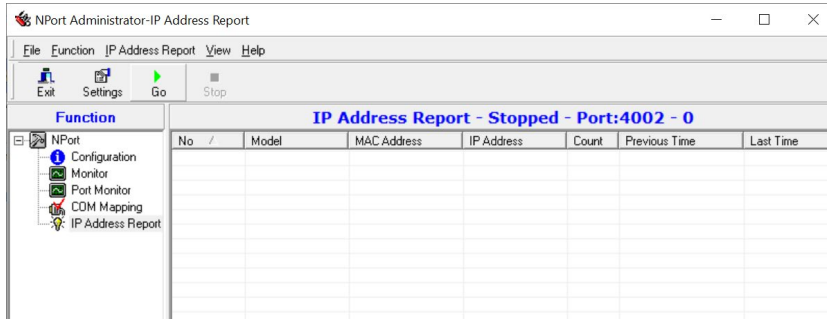 NPort Administrator-IP Address Report
File Function IP Address Report View Help
Exit Settings Go Stop
Function
IP Address Report - Stopped - Port:4002 - 0
NPort
Configuration
Monitor
Port Monitor
COM Mapping
IP Address Report
No Model MAC Address IP Address Count Previous Time Last Time